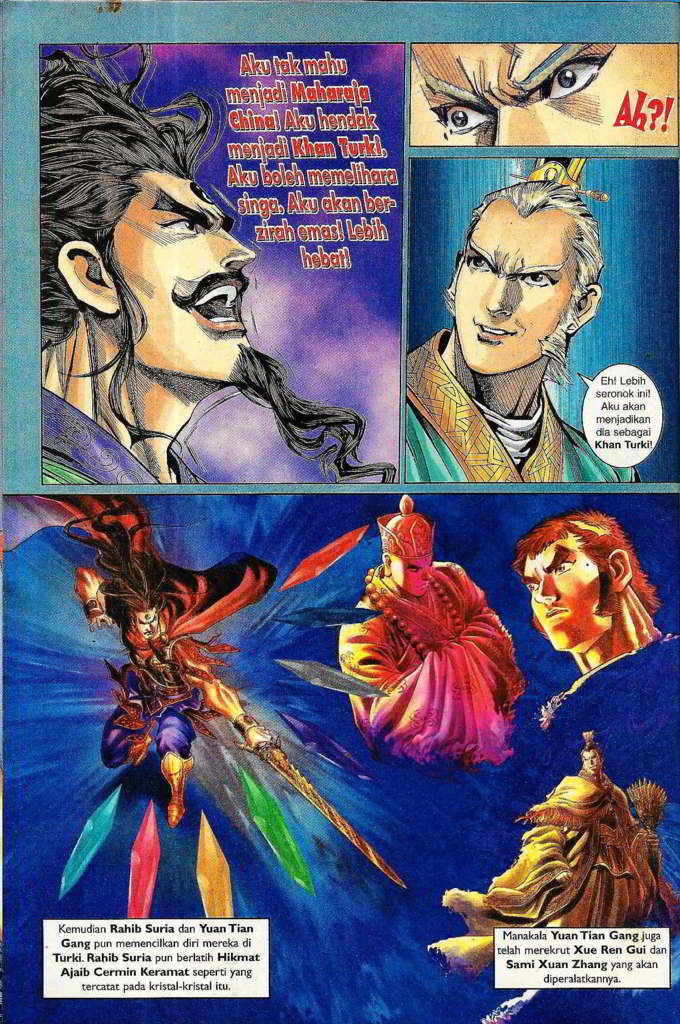 Aku tak mahu
menjadi Maharaja
China! Aku hendak
menjadi Khan Turki.
Aku boleh memelihara
singa. Aku akan ber-
zirah emas! Lebih
hebat!
Ah?!
Eh! Lebih
seronok ini!
Aku akan
menjadikan
dia sebagai
Khan Turki!
Kemudian Rahib Suria dan Yuan Tian
Gang pun memencilkan diri mereka di
Turki. Rahib Suria pun berlatih Hikmat
Ajaib Cermin Keramat seperti yang
tercatat pada kristal-kristal itu.
Manakala Yuan Tian Gang juga
telah merekrut Xue Ren Gui dan
Sami Xuan Zhang yang akan
diperalatkannya.